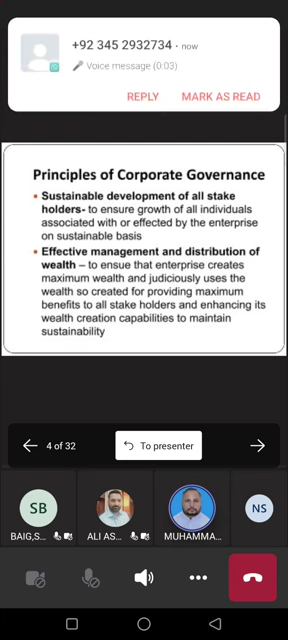 +92 345 2932734 • now
Voice message (0:03)
REPLY MARK AS READ
Principles of Corporate Governance
• Sustainable development of all stake
holders- to ensure growth of all individuals
associated with or effected by the enterprise
on sustainable basis
• Effective management and distribution of
wealth – to ensue that enterprise creates
maximum wealth and judiciously uses the
wealth so created for providing maximum
benefits to all stake holders and enhancing its
wealth creation capabilities to maintain
sustainability
4 of 32 To presenter
SB NS
BAIG,S... ALI AS... MUHAMMA...